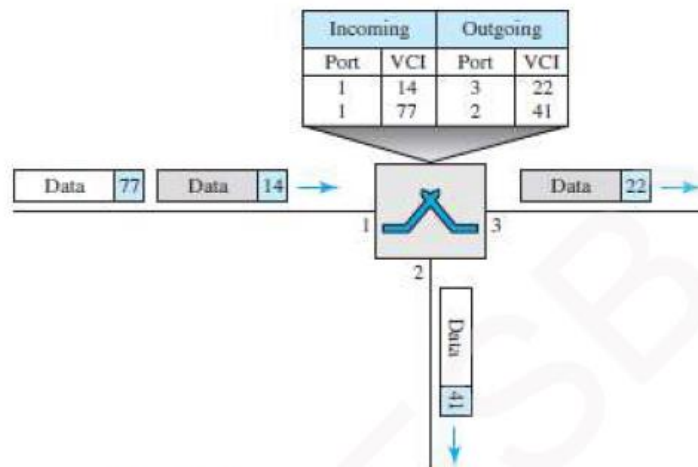 Incoming Outgoing
Port VCI Port VCI
1 14 3 22
1 77 2 41
Data 77 Data 14 Data 22
1 3
2
Data 41